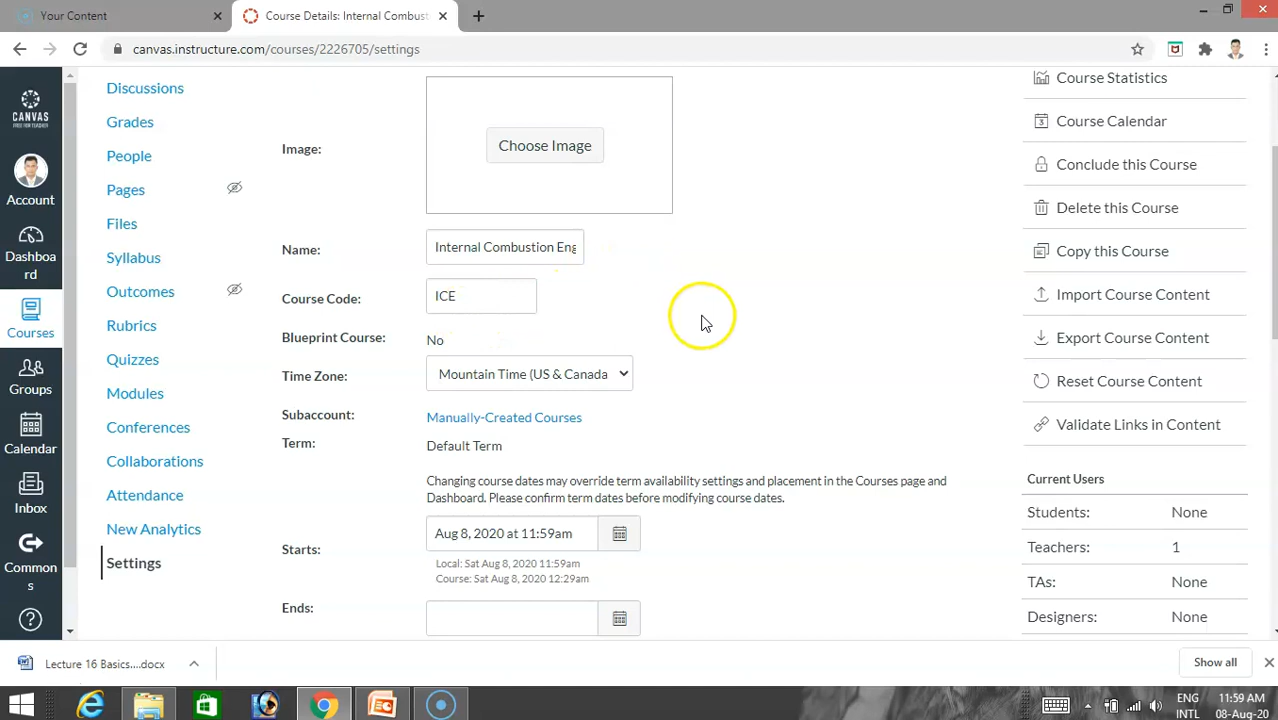 Your Content
Course Details: Internal Combust
canvas.instructure.com/courses/2226705/settings
CANVAS
FREE FOR TEACHER
Account
Dashboa
rd
Courses
Groups
Calendar
Inbox
Common
s
Discussions
Grades
People
Pages
Files
Syllabus
Outcomes
Rubrics
Quizzes
Modules
Conferences
Collaborations
Attendance
New Analytics
Settings
Image:
Choose Image
Name:
Internal Combustion Eng
Course Code:
ICE
Blueprint Course:
No
Time Zone:
Mountain Time (US & Canada
Subaccount:
Manually-Created Courses
Term:
Default Term
Changing course dates may override term availability settings and placement in the Courses page and
Dashboard. Please confirm term dates before modifying course dates.
Starts:
Aug 8, 2020 at 11:59am
Local: Sat Aug 8, 2020 11:59am
Course: Sat Aug 8, 2020 12:29am
Ends:
Course Statistics
Course Calendar
Conclude this Course
Delete this Course
Copy this Course
Import Course Content
Export Course Content
Reset Course Content
Validate Links in Content
Current Users
Students: None
Teachers: 1
TAs: None
Designers: None
Lecture 16 Basics....docx
Show all
ENG
INTL
11:59 AM
08-Aug-20